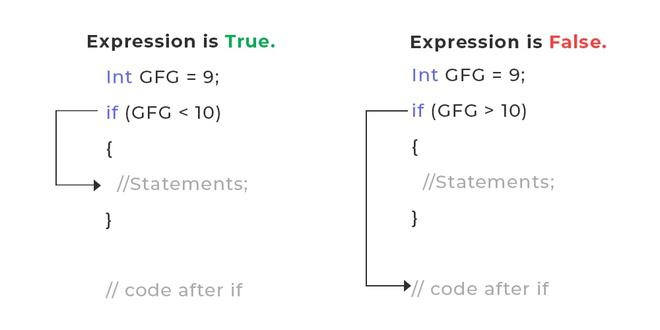 Expression is True.
Int GFG = 9;
if (GFG < 10)
{
//Statements;
}
// code after if
Expression is False.
Int GFG = 9;
if (GFG > 10)
{
//Statements;
}
// code after if